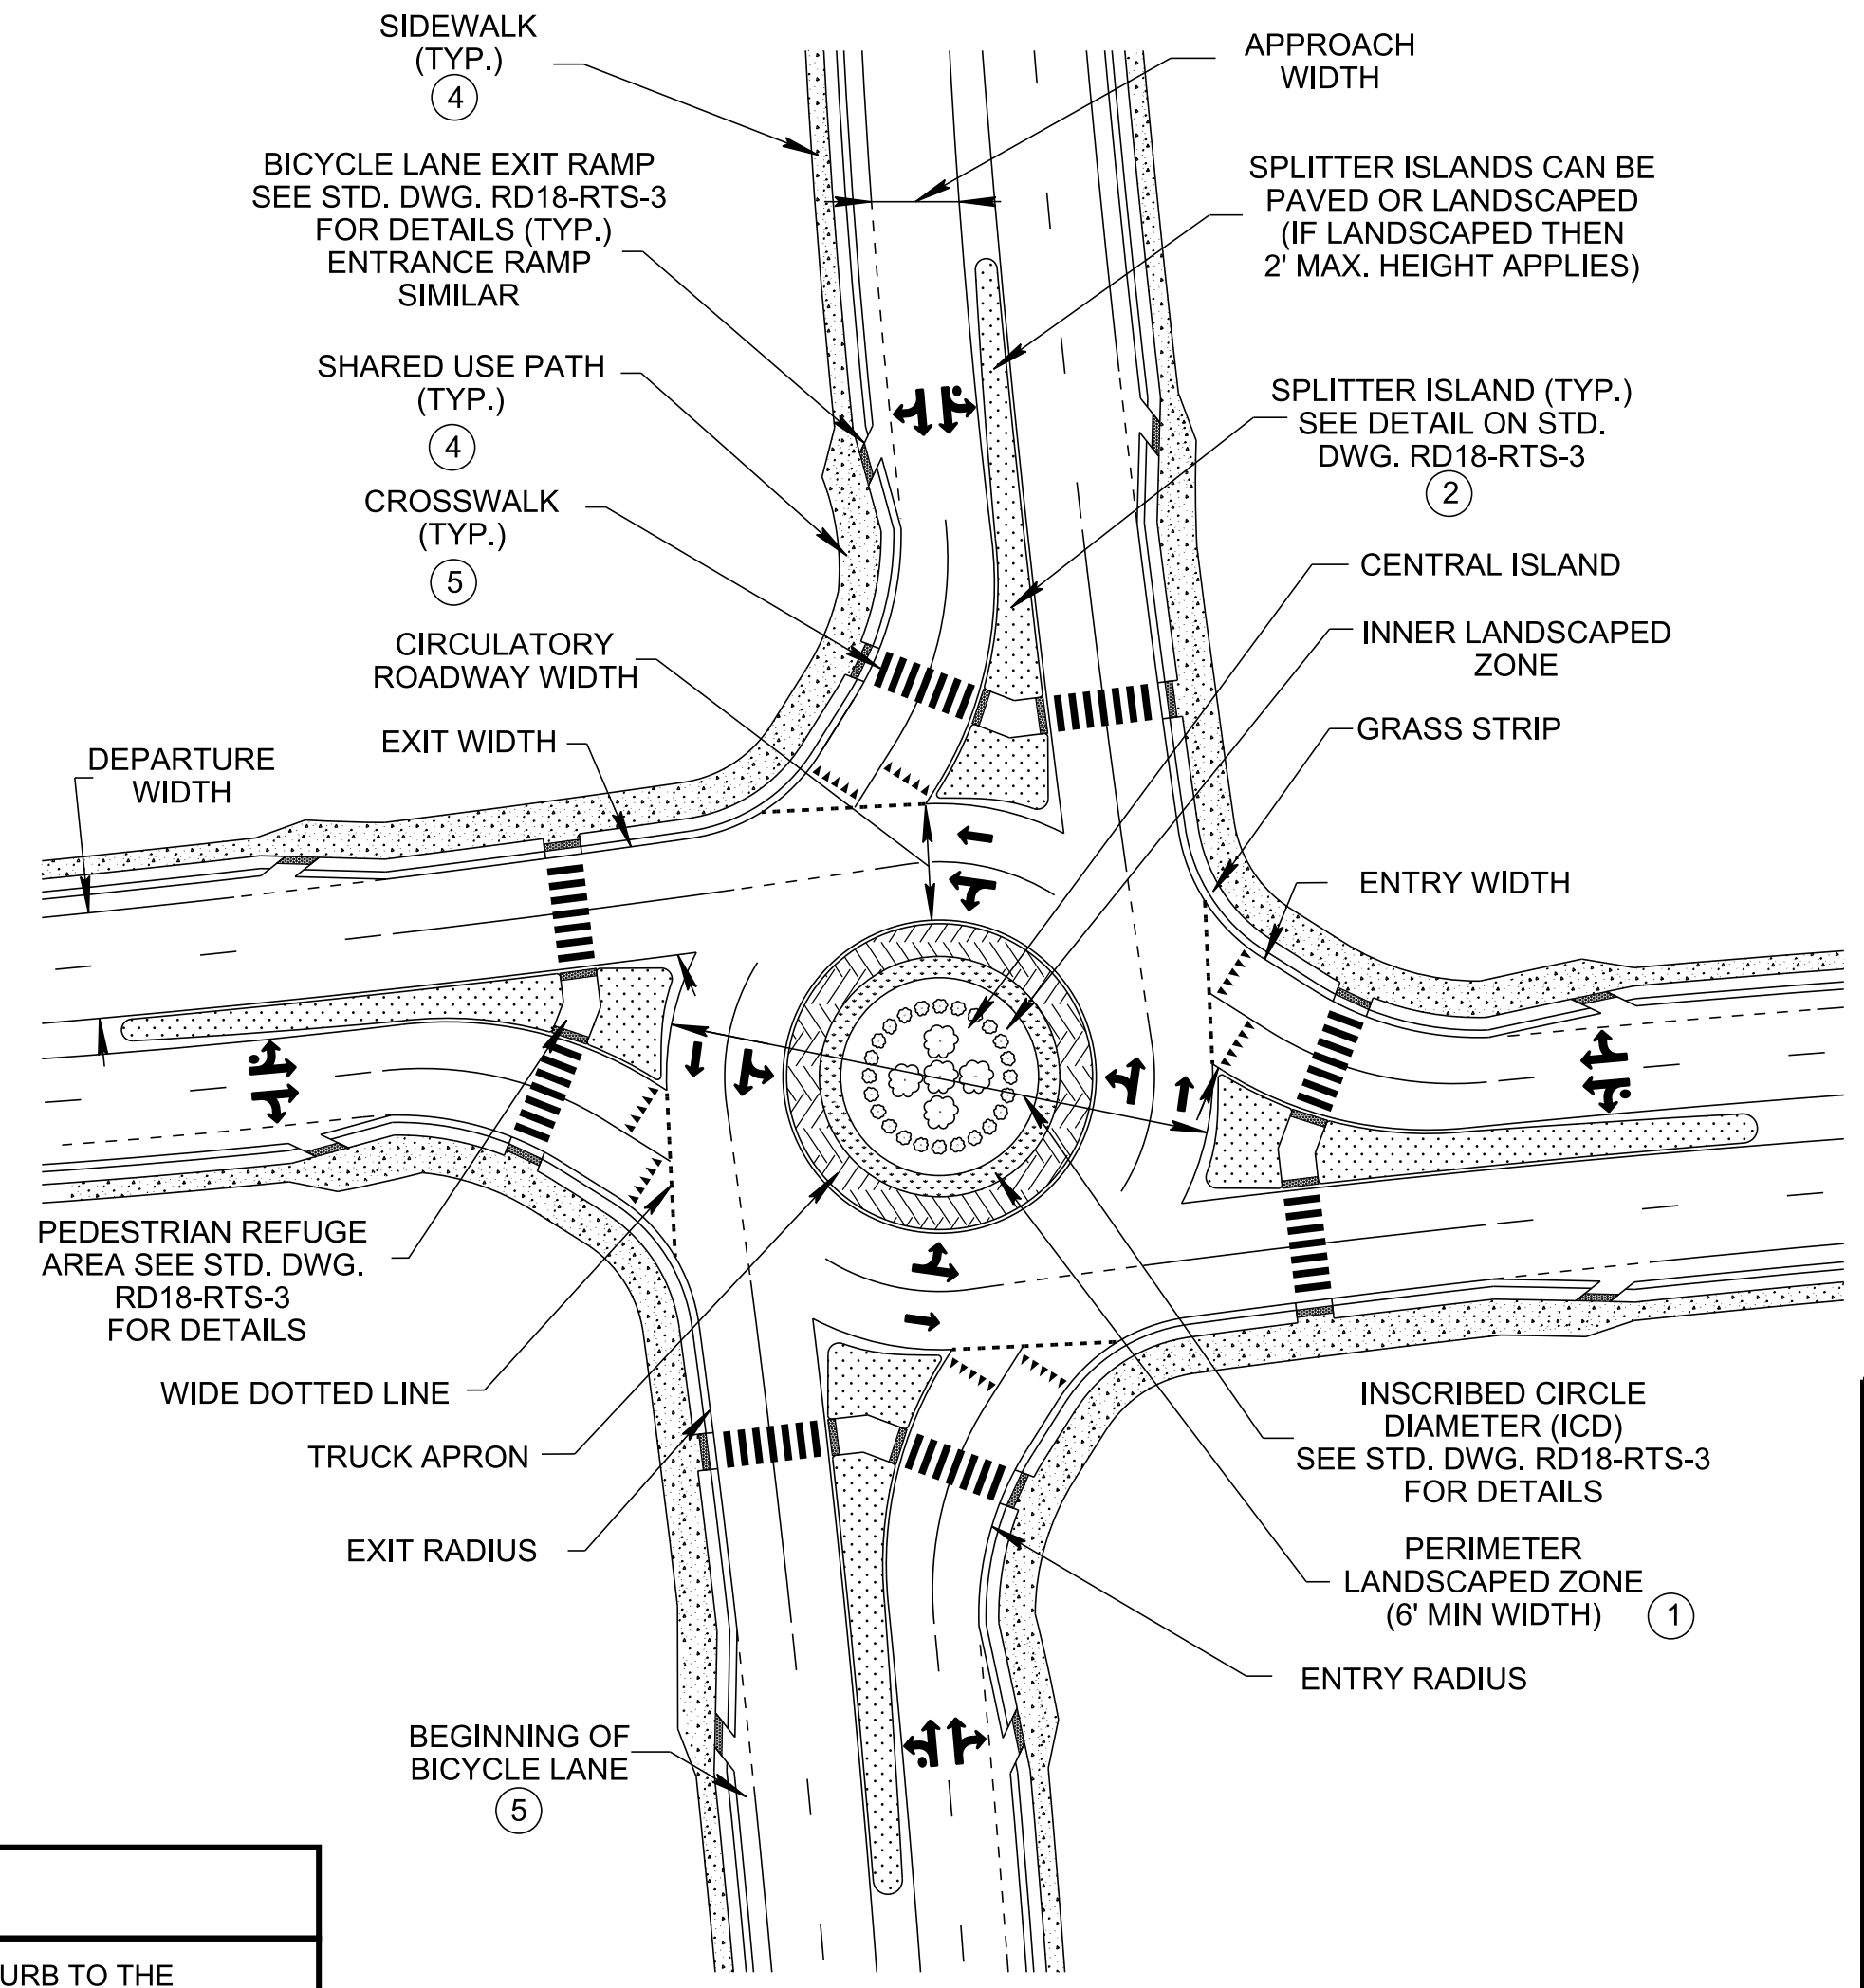 SIDEWALK
(TYP.)
4
BICYCLE LANE EXIT RAMP
SEE STD. DWG. RD18-RTS-3
FOR DETAILS (TYP.)
ENTRANCE RAMP
SIMILAR
SHARED USE PATH
(TYP.)
4
CROSSWALK
(TYP.)
5
CIRCULATORY
ROADWAY WIDTH
EXIT WIDTH
DEPARTURE
WIDTH
APPROACH
WIDTH
SPLITTER ISLANDS CAN BE
PAVED OR LANDSCAPED
(IF LANDSCAPED THEN
2' MAX. HEIGHT APPLIES)
SPLITTER ISLAND (TYP.)
SEE DETAIL ON STD.
DWG. RD18-RTS-3
2
CENTRAL ISLAND
INNER LANDSCAPED
ZONE
GRASS STRIP
ENTRY WIDTH
PEDESTRIAN REFUGE
AREA SEE STD. DWG.
RD18-RTS-3
FOR DETAILS
WIDE DOTTED LINE
TRUCK APRON
EXIT RADIUS
BEGINNING OF
BICYCLE LANE
5
INSCRIBED CIRCLE
DIAMETER (ICD)
SEE STD. DWG. RD18-RTS-3
FOR DETAILS
PERIMETER
LANDSCAPED ZONE
(6' MIN WIDTH)
1
ENTRY RADIUS
URB TO THE